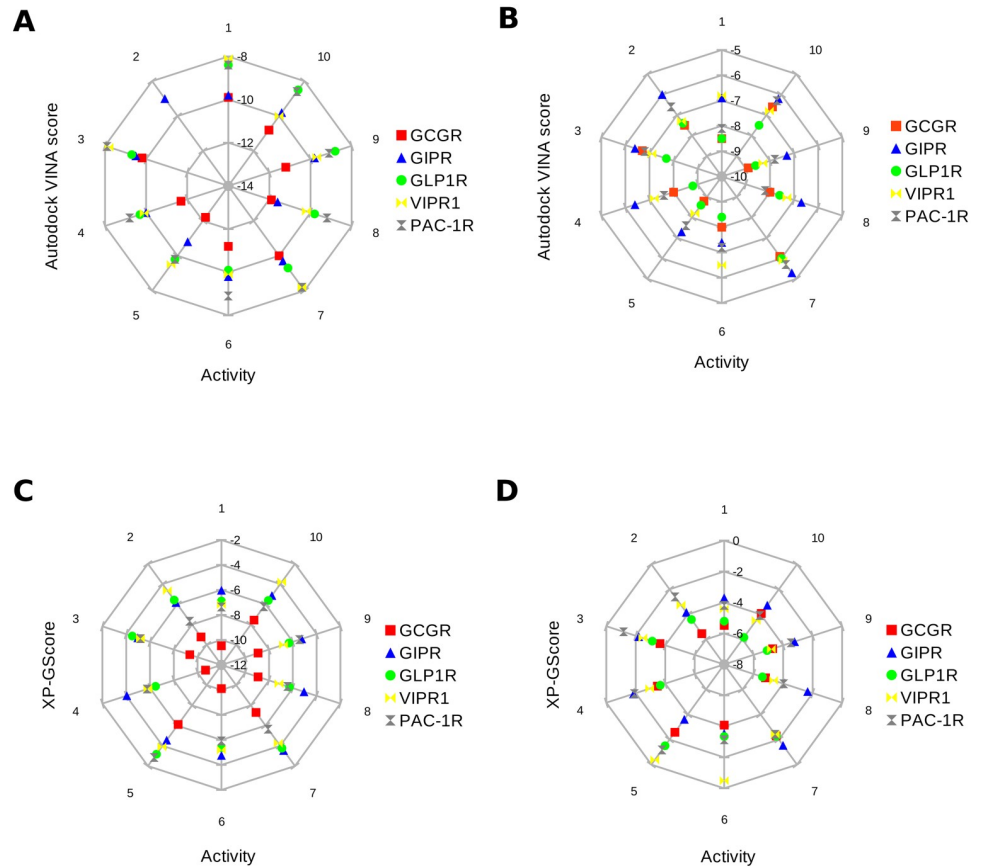 A
1
2
10
-8
-10
-12
-14
3
9
4
8
5
7
6
Autodock VINA score
Activity
GCGR
GIPR
GLP1R
VIPR1
PAC-1R
B
1
2
10
-5
-6
-7
-8
-9
-10
3
9
4
8
5
7
6
Autodock VINA score
Activity
GCGR
GIPR
GLP1R
VIPR1
PAC-1R
C
1
2
10
-2
-4
-6
-8
-10
-12
3
9
4
8
5
7
6
XP-GScore
Activity
GCGR
GIPR
GLP1R
VIPR1
PAC-1R
D
1
2
10
0
-2
-4
-6
-8
3
9
4
8
5
7
6
XP-GScore
Activity
GCGR
GIPR
GLP1R
VIPR1
PAC-1R